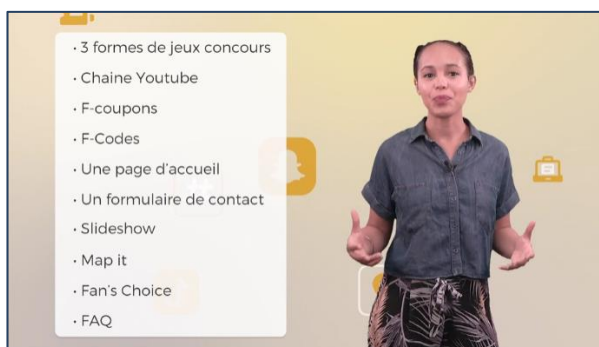 · 3 formes de jeux concours
· Chaine Youtube
· F-coupons
· F-Codes
· Une page d'accueil
· Un formulaire de contact
· Slideshow
· Map it
· Fan's Choice
· FAQ